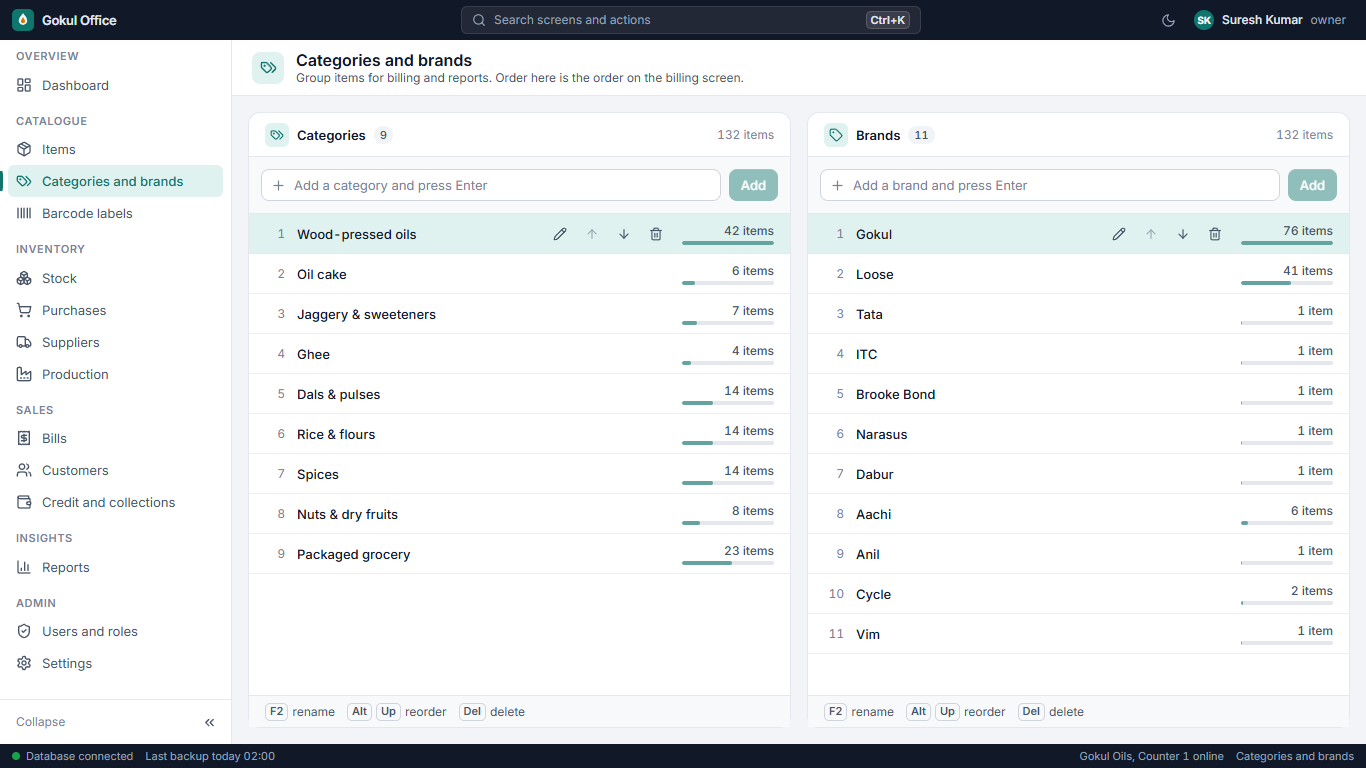 Gokul Office
Search screens and actions
Ctrl+K
SK
Suresh Kumar owner
OVERVIEW
Dashboard
CATALOGUE
Items
Categories and brands
Barcode labels
INVENTORY
Stock
Purchases
Suppliers
Production
SALES
Bills
Customers
Credit and collections
INSIGHTS
Reports
ADMIN
Users and roles
Settings
Collapse
Categories and brands
Group items for billing and reports. Order here is the order on the billing screen.
Categories 9
132 items
Add a category and press Enter
Add
1 Wood-pressed oils 42 items
2 Oil cake 6 items
3 Jaggery & sweeteners 7 items
4 Ghee 4 items
5 Dals & pulses 14 items
6 Rice & flours 14 items
7 Spices 14 items
8 Nuts & dry fruits 8 items
9 Packaged grocery 23 items
F2 rename Alt Up reorder Del delete
Brands 11
132 items
Add a brand and press Enter
Add
1 Gokul 76 items
2 Loose 41 items
3 Tata 1 item
4 ITC 1 item
5 Brooke Bond 1 item
6 Narasus 1 item
7 Dabur 1 item
8 Aachi 6 items
9 Anil 1 item
10 Cycle 2 items
11 Vim 1 item
F2 rename Alt Up reorder Del delete
Database connected Last backup today 02:00
Gokul Oils, Counter 1 online Categories and brands